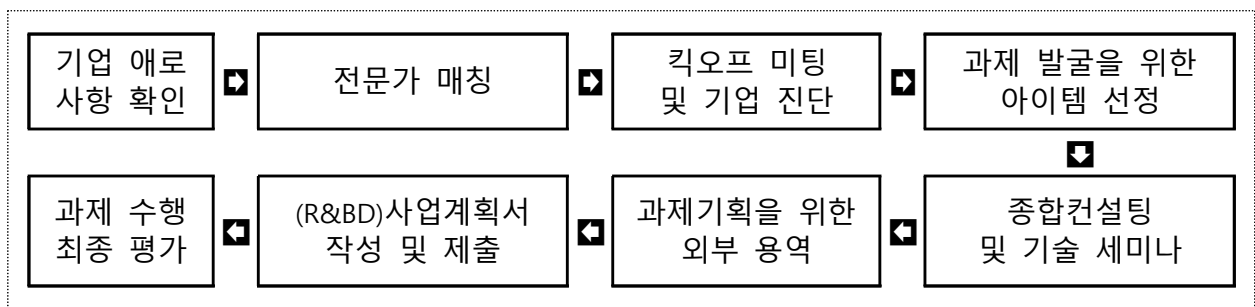 기업 애로
사항 확인
전문가 매칭
킥오프 미팅
및 기업 진단
과제 발굴을 위한
아이템 선정
종합컨설팅
및 기술 세미나
과제기획을 위한
외부 용역
(R&BD)사업계획서
작성 및 제출
과제 수행
최종 평가